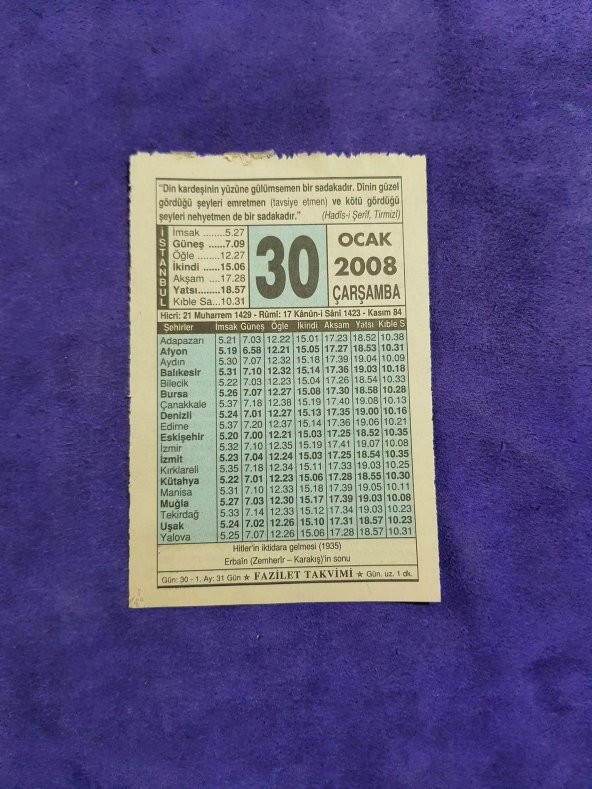 “Din kardeşinin yüzüne gülümsemen bir sadakadır. Dinin güzel
gördüğü şeyleri emretmen (tavsiye etmen) ve kötü gördüğü
şeyleri nehyetmen de bir sadakadır.” (Hadîs-i Şerîf, Tirmizî)
İSTANBUL
İmsak ........5.27
Güneş ......7.09
Öğle ........12.27
İkindi ......15.06
Akşam ....17.28
Yatsı.......18.57
Kıble Sa...10.31
30
OCAK
2008
ÇARŞAMBA
Hicrî: 21 Muharrem 1429 - Rûmî: 17 Kânûn-i Sânî 1423 - Kasım 84
Şehirler İmsak Güneş Öğle İkindi Akşam Yatsı Kıble S
Adapazarı 5.21 7.03 12.22 15.01 17.23 18.52 10.38
Afyon 5.19 6.58 12.21 15.05 17.27 18.53 10.31
Aydın 5.30 7.07 12.32 15.18 17.39 19.04 10.09
Balıkesir 5.31 7.10 12.32 15.14 17.36 19.03 10.18
Bilecik 5.22 7.03 12.23 15.04 17.26 18.54 10.33
Bursa 5.26 7.07 12.27 15.08 17.30 18.58 10.28
Çanakkale 5.37 7.18 12.38 15.19 17.40 19.08 10.13
Denizli 5.24 7.01 12.27 15.13 17.35 19.00 10.16
Edirne 5.37 7.20 12.37 15.14 17.36 19.06 10.21
Eskişehir 5.20 7.00 12.21 15.03 17.25 18.52 10.35
İzmir 5.32 7.10 12.35 15.19 17.41 19.07 10.08
İzmit 5.23 7.04 12.24 15.03 17.25 18.54 10.35
Kırklareli 5.35 7.18 12.34 15.11 17.33 19.03 10.25
Kütahya 5.22 7.01 12.23 15.06 17.28 18.55 10.30
Manisa 5.31 7.10 12.33 15.18 17.39 19.05 10.11
Muğla 5.27 7.03 12.30 15.17 17.39 19.03 10.08
Tekirdağ 5.33 7.14 12.33 15.12 17.34 19.03 10.23
Uşak 5.24 7.02 12.26 15.10 17.31 18.57 10.23
Yalova 5.25 7.07 12.26 15.06 17.28 18.57 10.31
Hitler'in iktidara gelmesi (1935)
Erbaîn (Zemherîr – Karakış)'in sonu
Gün: 30 - 1. Ay: 31 Gün ★ FAZİLET TAKVİMİ ★ Gün. uz. 1 dk.